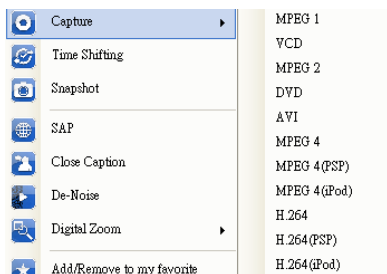 Capture
Time Shifting
Snapshot
SAP
Close Caption
De-Noise
Digital Zoom
Add/Remove to my favorite
MPEG 1
VCD
MPEG 2
DVD
AVI
MPEG 4
MPEG 4(PSP)
MPEG 4(iPod)
H.264
H.264(PSP)
H.264(iPod)